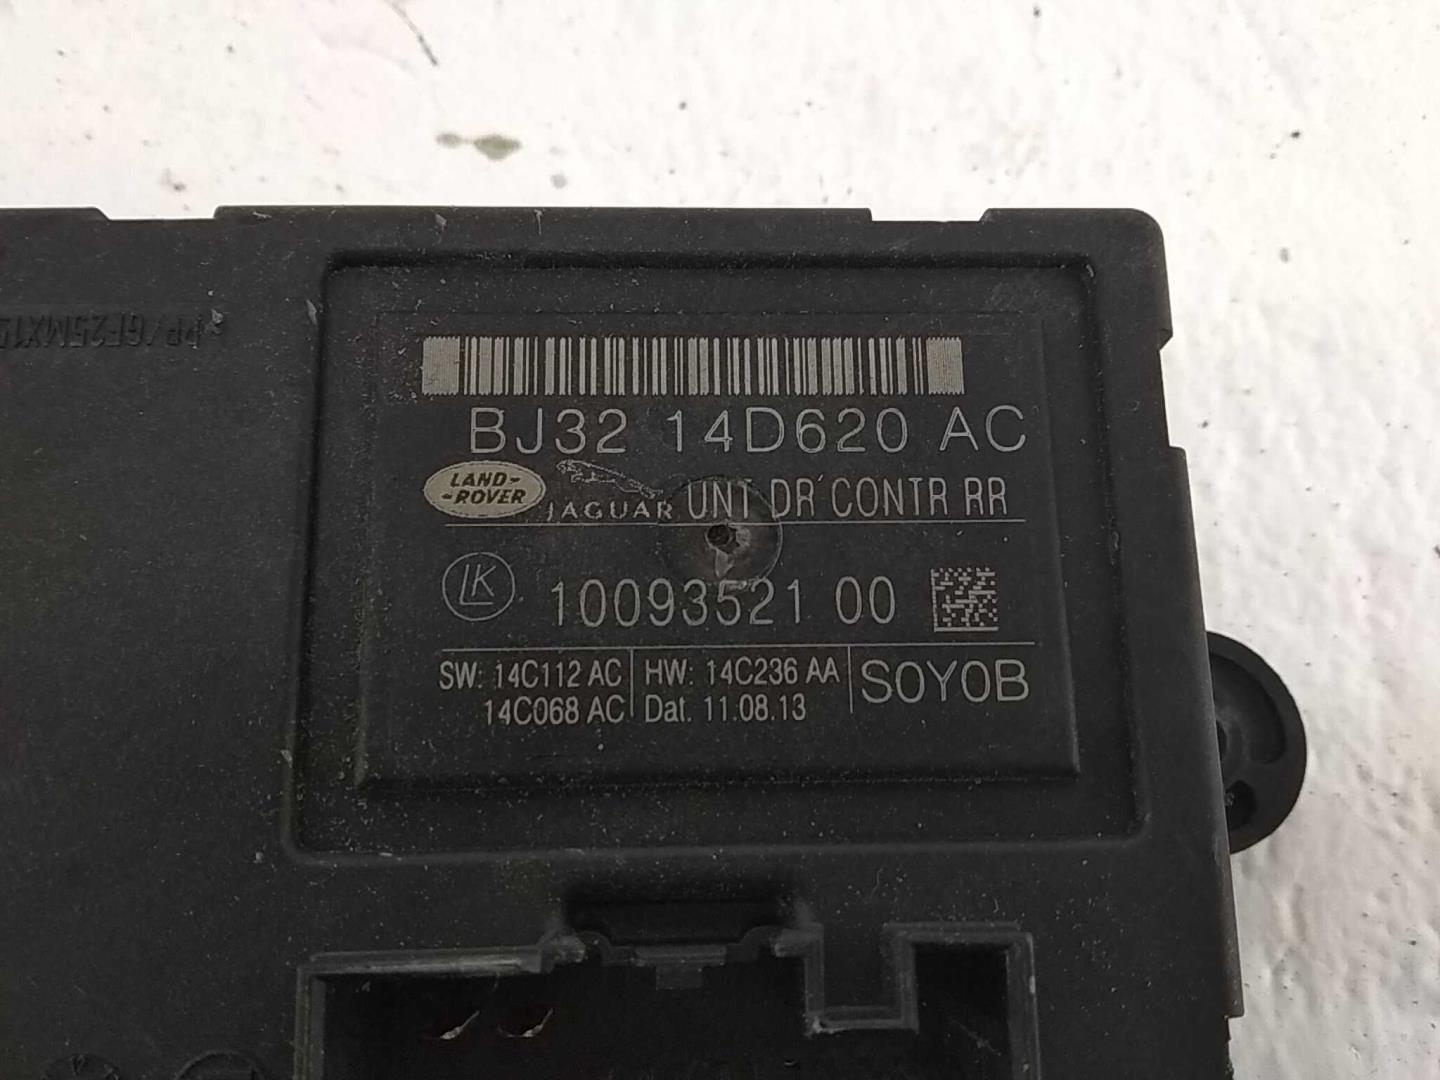 BJ32 14D620 AC
LAND-
-ROVER
JAGUAR UNT DR CONTR RR
LK 10093521 00
SW: 14C112 AC HW: 14C236 AA SOYOB
14C068 AC Dat. 11.08.13